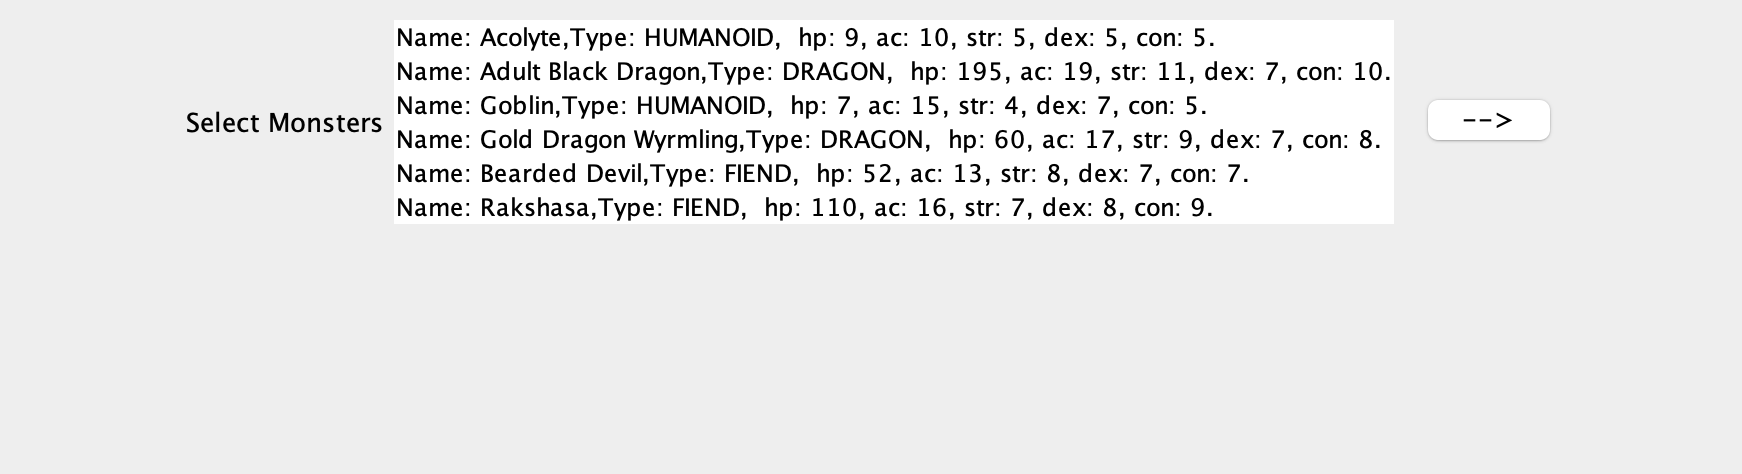 Name: Acolyte,Type: HUMANOID,  hp: 9, ac: 10, str: 5, dex: 5, con: 5.
Name: Adult Black Dragon,Type: DRAGON,  hp: 195, ac: 19, str: 11, dex: 7, con: 10.
Name: Goblin,Type: HUMANOID,  hp: 7, ac: 15, str: 4, dex: 7, con: 5.
Select Monsters
-->
Name: Gold Dragon Wyrmling,Type: DRAGON,  hp: 60, ac: 17, str: 9, dex: 7, con: 8.
Name: Bearded Devil,Type: FIEND,  hp: 52, ac: 13, str: 8, dex: 7, con: 7.
Name: Rakshasa,Type: FIEND,  hp: 110, ac: 16, str: 7, dex: 8, con: 9.